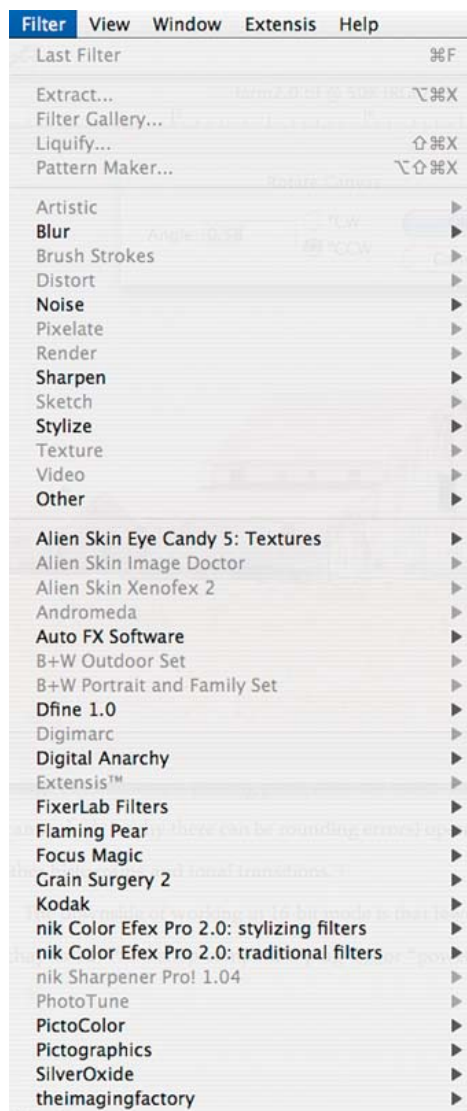 Filter View Window Extensis Help
Last Filter ⌘F
Extract... ⌥⌘X
Filter Gallery...
Liquify... ⇧⌘X
Pattern Maker... ⌥⇧⌘X
Artistic
Blur
Brush Strokes
Distort
Noise
Pixelate
Render
Sharpen
Sketch
Stylize
Texture
Video
Other
Alien Skin Eye Candy 5: Textures
Alien Skin Image Doctor
Alien Skin Xenofex 2
Andromeda
Auto FX Software
B+W Outdoor Set
B+W Portrait and Family Set
Dfine 1.0
Digimarc
Digital Anarchy
Extensis™
FixerLab Filters
Flaming Pear
Focus Magic
Grain Surgery 2
Kodak
nik Color Efex Pro 2.0: stylizing filters
nik Color Efex Pro 2.0: traditional filters
nik Sharpener Pro! 1.04
PhotoTune
PictoColor
Pictographics
SilverOxide
theimagingfactory